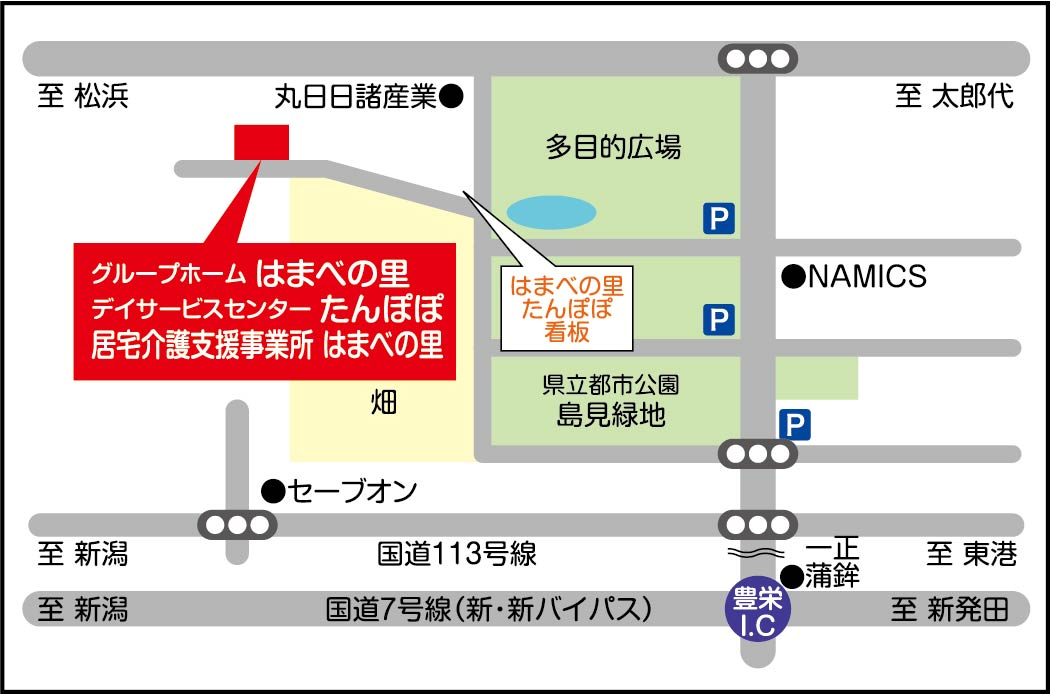 至 松浜
丸日日諸産業
至 太郎代
多目的広場
P
NAMICS
グループホーム はまべの里
デイサービスセンター たんぽぽ
居宅介護支援事業所 はまべの里
はまべの里
たんぽぽ
看板
P
県立都市公園
島見緑地
畑
P
セーブオン
至 新潟
国道113号線
一正
蒲鉾
至 東港
至 新潟
国道7号線(新・新バイパス)
豊栄
I.C
至 新発田